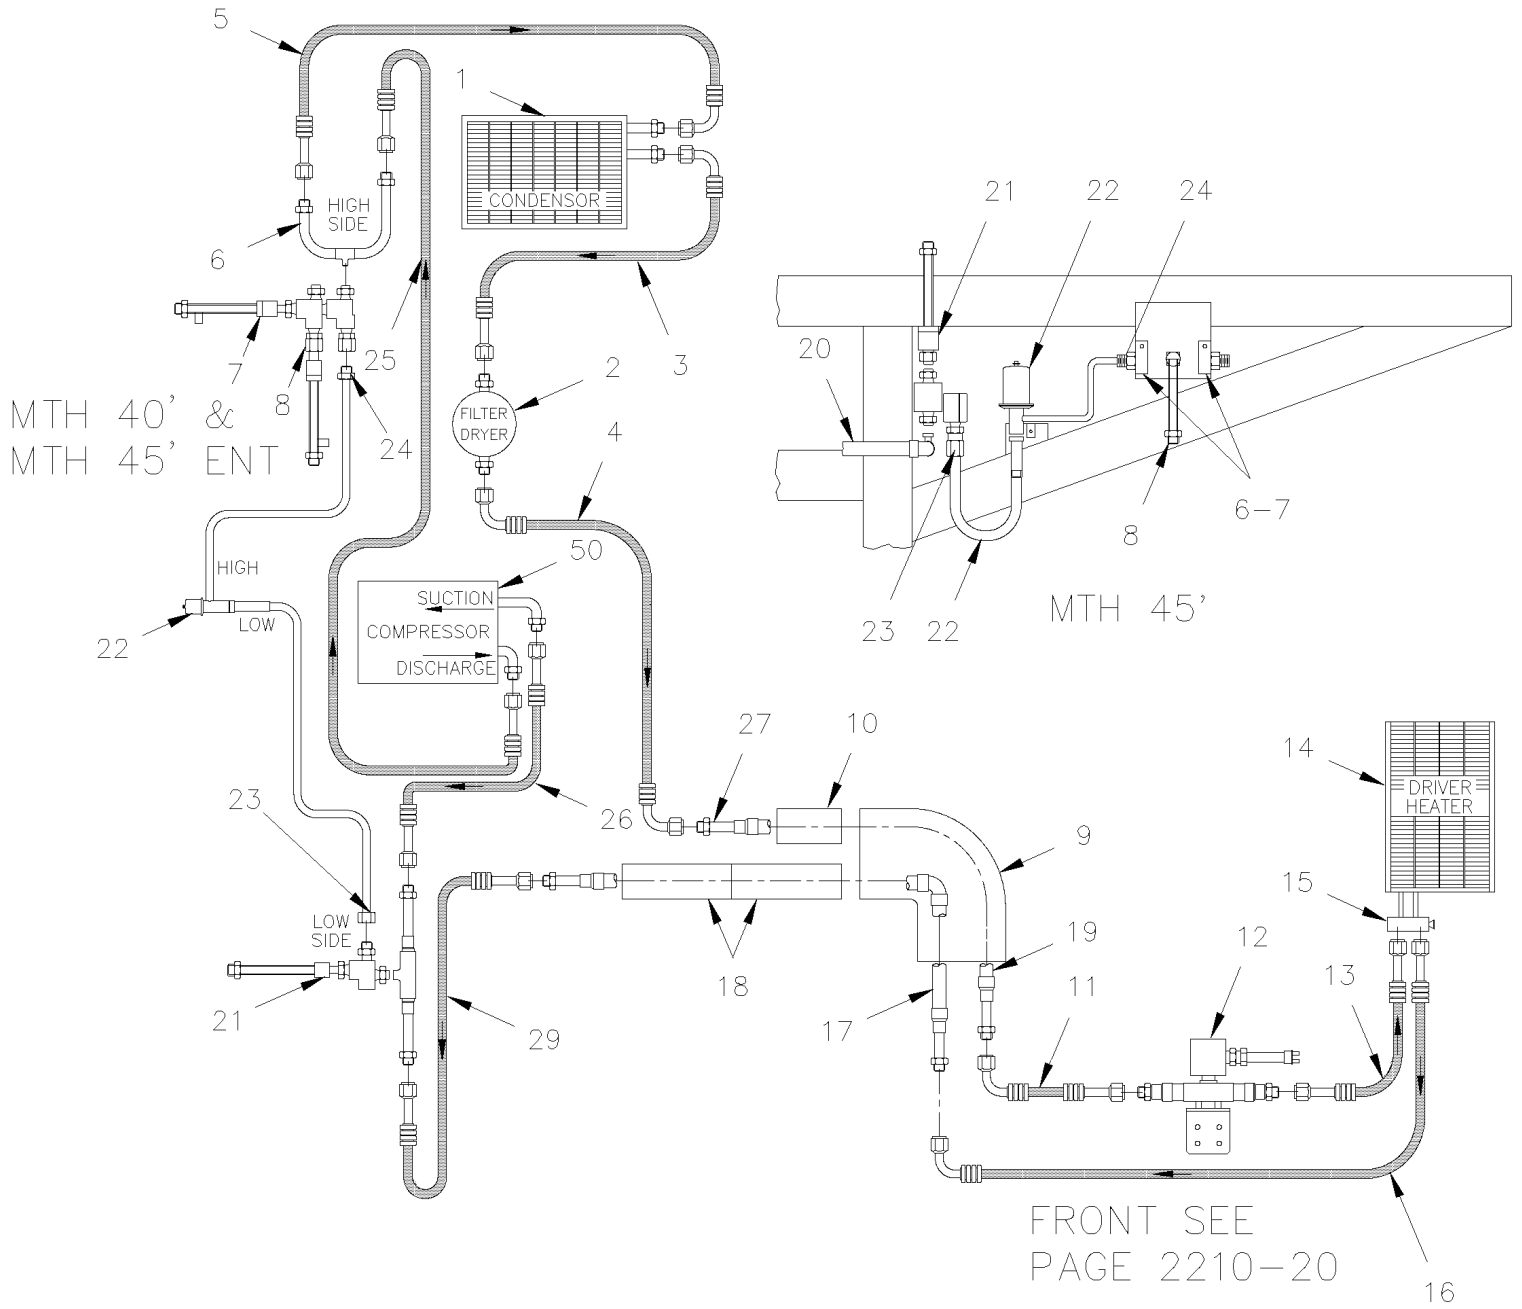 5
1
CONDENSOR
HIGH
SIDE
6
7
8
25
24
3
2
FILTER
DRYER
4
MTH 40' &
MTH 45' ENT
21
22
24
20
23
22
8
6-7
MTH 45'
50
SUCTION
COMPRESSOR
DISCHARGE
HIGH
LOW
22
23
26
27
10
9
14
DRIVER
HEATER
15
LOW
SIDE
21
29
18
17
19
11
12
13
16
FRONT SEE
PAGE 2210-20